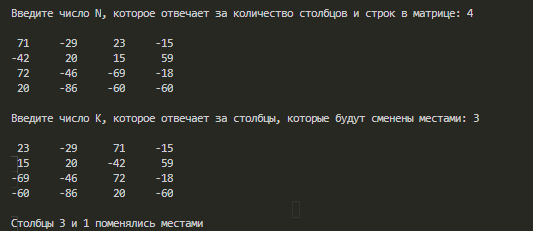 Введите число N, которое отвечает за количество столбцов и строк в матрице: 4
71 -29 23 -15
-42 20 15 59
72 -46 -69 -18
20 -86 -60 -60
Введите число K, которое отвечает за столбцы, которые будут сменены местами: 3
23 -29 71 -15
15 20 -42 59
-69 -46 72 -18
-60 -86 20 -60
Столбцы 3 и 1 поменялись местами